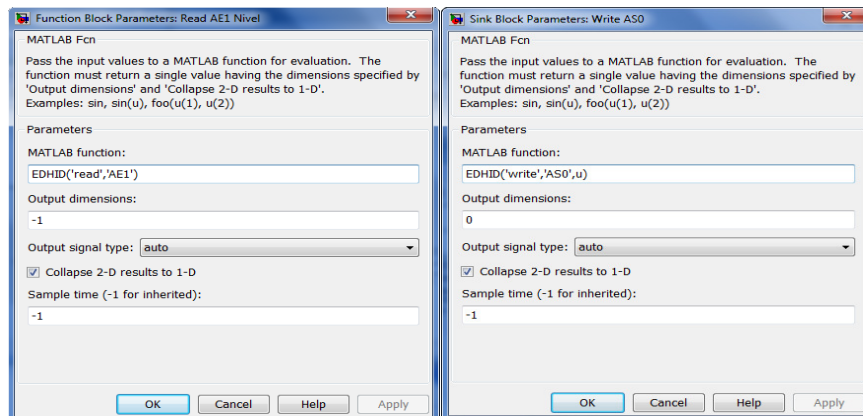 Function Block Parameters: Read AE1 Nivel
MATLAB Fcn
Pass the input values to a MATLAB function for evaluation. The
function must return a single value having the dimensions specified by
'Output dimensions' and 'Collapse 2-D results to 1-D'.
Examples: sin, sin(u), foo(u(1), u(2))
Parameters
MATLAB function:
EDHID('read','AE1')
Output dimensions:
-1
Output signal type: auto
Collapse 2-D results to 1-D
Sample time (-1 for inherited):
-1
OK Cancel Help Apply
Sink Block Parameters: Write AS0
MATLAB Fcn
Pass the input values to a MATLAB function for evaluation. The
function must return a single value having the dimensions specified by
'Output dimensions' and 'Collapse 2-D results to 1-D'.
Examples: sin, sin(u), foo(u(1), u(2))
Parameters
MATLAB function:
EDHID('write','AS0',u)
Output dimensions:
0
Output signal type: auto
Collapse 2-D results to 1-D
Sample time (-1 for inherited):
-1
OK Cancel Help Apply